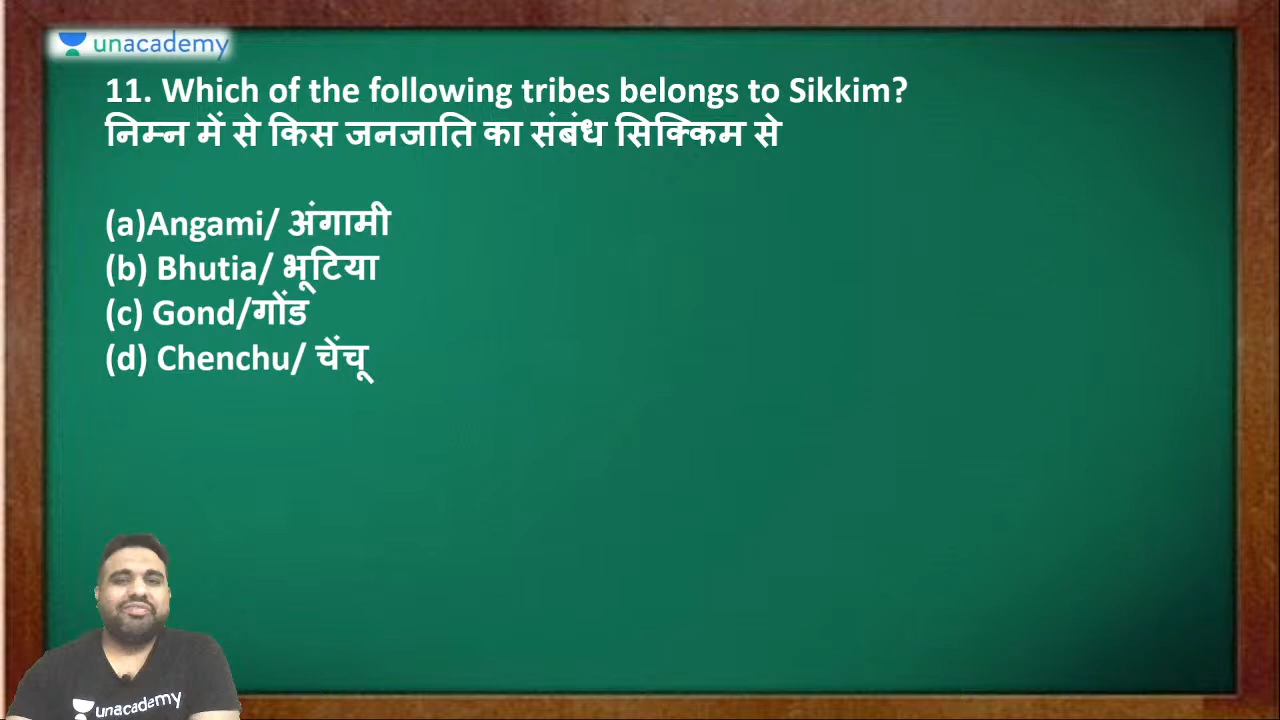 unacademy
11. Which of the following tribes belongs to Sikkim?
निम्न में से किस जनजाति का संबंध सिक्किम से
(a)Angami/ अंगामी
(b) Bhutia/ भूटिया
(c) Gond/गोंड
(d) Chenchu/ चेंचू
unacademy